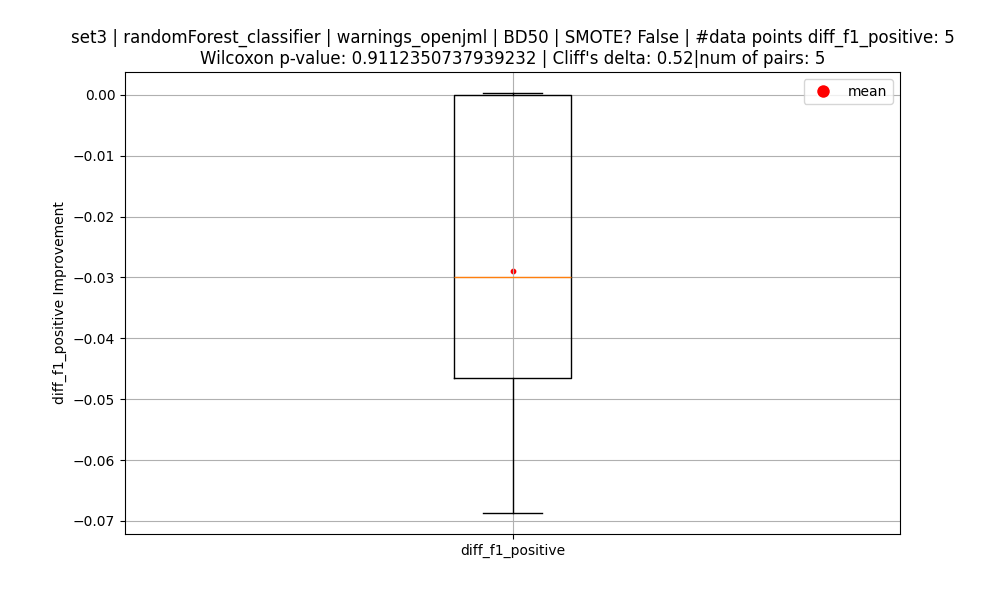 set3 | randomForest_classifier | warnings_openjml | BD50 | SMOTE? False | #data points diff_f1_positive: 5
Wilcoxon p-value: 0.9112350737939232 | Cliff's delta: 0.52|num of pairs: 5
mean
0.00
−0.01
−0.02
−0.03
−0.04
−0.05
−0.06
−0.07
diff_f1_positive Improvement
diff_f1_positive